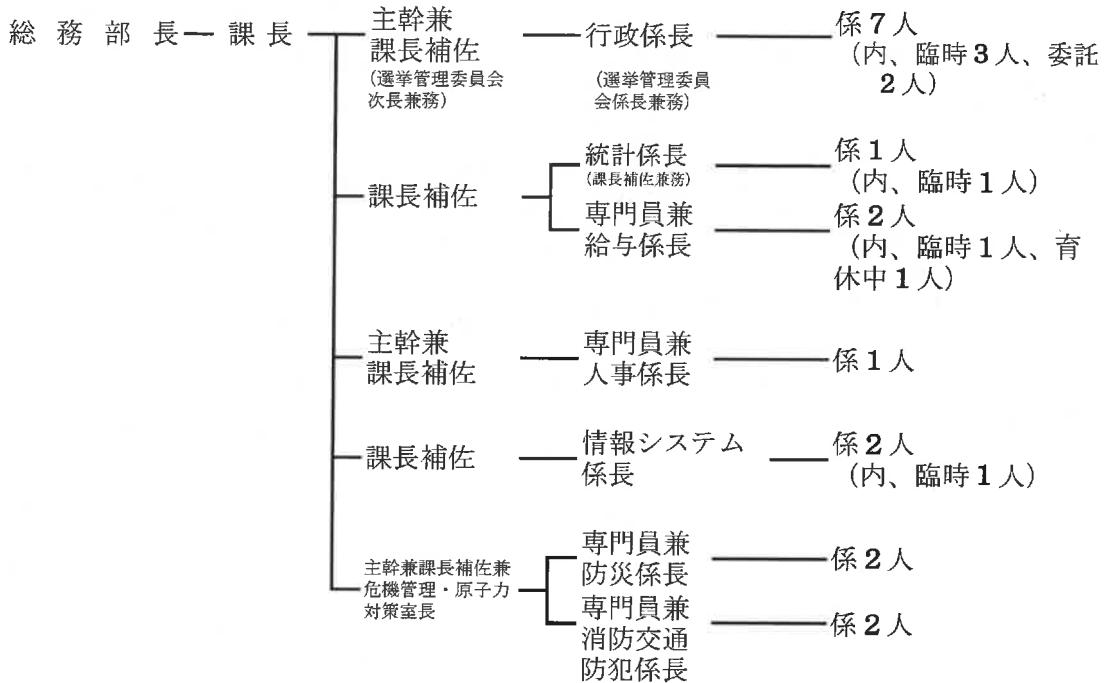 総務部長 課長 主幹兼
課長補佐
(選挙管理委員会
次長兼務)
行政係長
(選挙管理委員
会係長兼務)
係7人
(内、臨時3人、委託
2人)
課長補佐
統計係長
(課長補佐兼務)
係1人
(内、臨時1人)
専門員兼
給与係長
係2人
(内、臨時1人、育
休中1人)
主幹兼
課長補佐
専門員兼
人事係長
係1人
課長補佐
情報システム
係長
係2人
(内、臨時1人)
主幹兼課長補佐兼
危機管理・原子力
対策室長
専門員兼
防災係長
係2人
専門員兼
消防交通
防犯係長
係2人